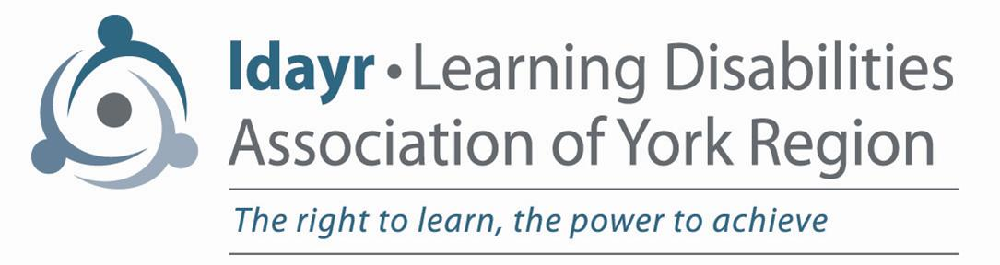 ldayr • Learning Disabilities
Association of York Region
The right to learn, the power to achieve